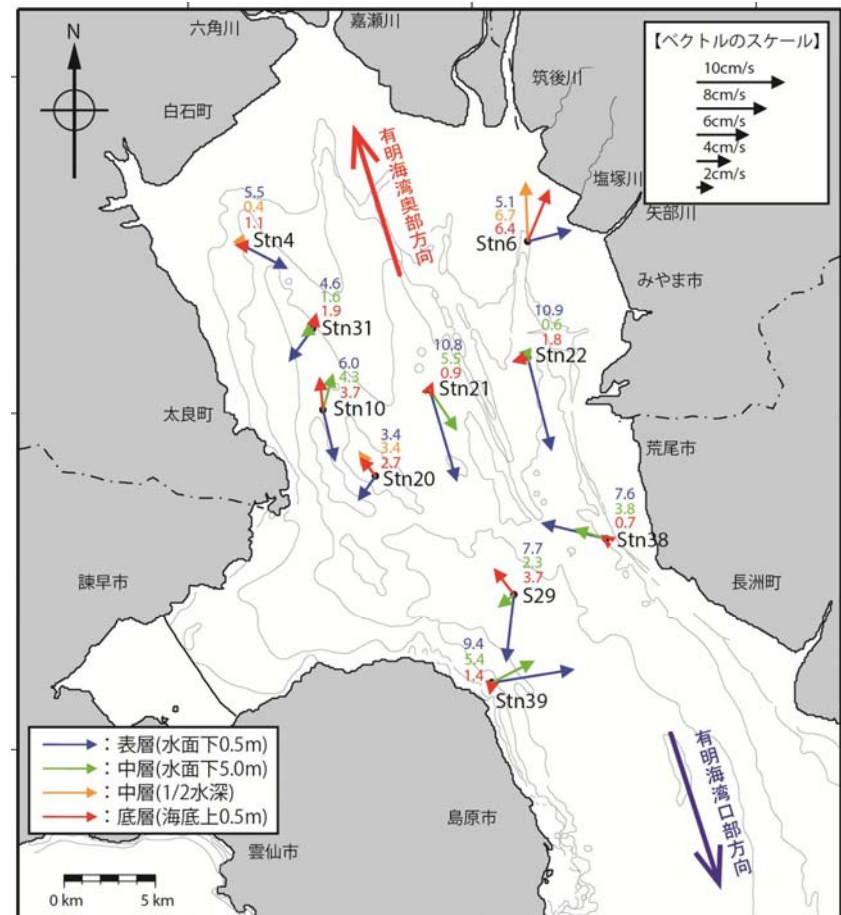 六角川
嘉瀬川
N
白石町
筑後川
【ベクトルのスケール】
10cm/s
8cm/s
6cm/s
4cm/s
2cm/s
塩塚川
矢部川
有明海湾奥部方向
5.5
0.4
1.1
Stn4
5.1
6.7
6.4
Stn6
みやま市
4.6
1.6
1.9
Stn31
10.9
0.6
1.8
Stn22
10.8
5.5
0.9
Stn21
6.0
4.3
3.7
Stn10
太良町
荒尾市
3.4
3.4
2.7
Stn20
7.6
3.8
0.7
Stn38
諫早市
長洲町
7.7
2.3
3.7
S29
9.4
5.4
1.4
Stn39
：表層(水面下0.5m)
：中層(水面下5.0m)
：中層(1/2水深)
：底層(海底上0.5m)
有明海湾口部方向
島原市
雲仙市
0 km
5 km